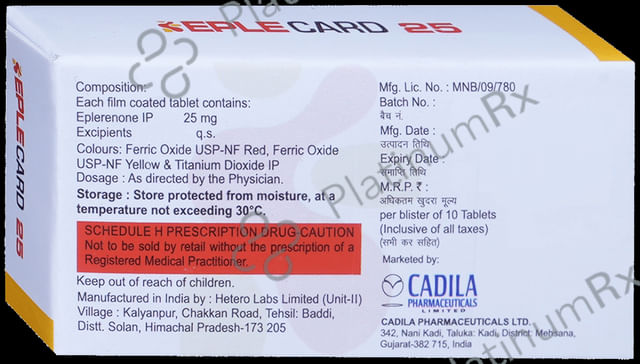 EPLECARD 25
EPLECARD 25
Composition:
Each film coated tablet contains:
Eplerenone IP 25 mg
Excipients q.s.
Colours: Ferric Oxide USP-NF Red, Ferric Oxide
USP-NF Yellow & Titanium Dioxide IP
Dosage : As directed by the Physician.
Storage : Store protected from moisture, at a
temperature not exceeding 30°C.
SCHEDULE H PRESCRIPTION DRUG-CAUTION
Not to be sold by retail without the prescription of a
Registered Medical Practitioner.
Keep out of reach of children.
Manufactured in India by : Hetero Labs Limited (Unit-II)
Village : Kalyanpur, Chakkan Road, Tehsil: Baddi,
Distt. Solan, Himachal Pradesh-173 205
Mfg. Lic. No. : MNB/09/780
Batch No. :
बैच नं.
Mfg. Date :
उत्पादन तिथि
Expiry Date :
समाप्ति तिथि
M.R.P. ₹ :
अधिकतम खुदरा मूल्य
per blister of 10 Tablets
(Inclusive of all taxes)
(सभी कर सहित)
Marketed by:
CADILA
PHARMACEUTICALS
LIMITED
CADILA PHARMACEUTICALS LTD.
342, Nani Kadi, Taluka: Kadi, District: Mehsana,
Gujarat-382 715, India
PlatinumRx
PlatinumRx